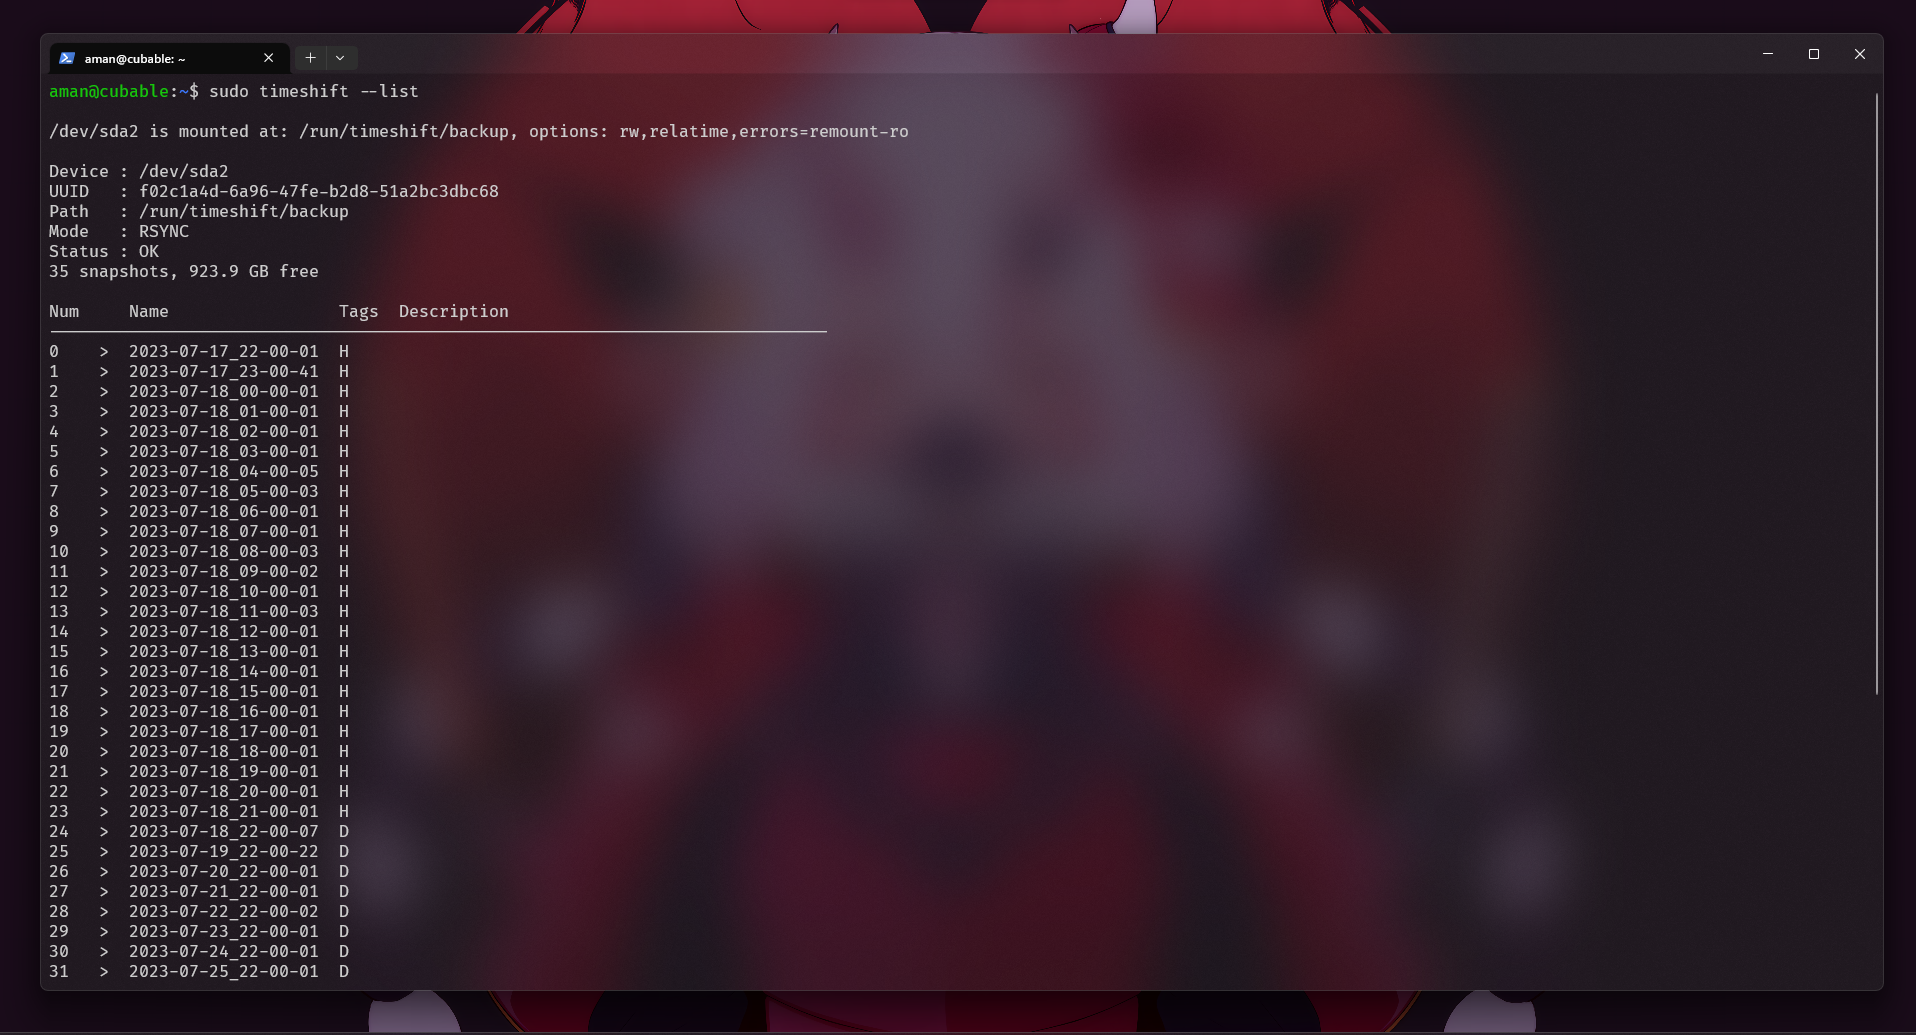 aman@cubable: ~
aman@cubable:~$ sudo timeshift --list
/dev/sda2 is mounted at: /run/timeshift/backup, options: rw,relatime,errors=remount-ro
Device : /dev/sda2
UUID   : f02c1a4d-6a96-47fe-b2d8-51a2bc3dbc68
Path   : /run/timeshift/backup
Mode   : RSYNC
Status : OK
35 snapshots, 923.9 GB free
Num     Name                 Tags  Description
0    >  2023-07-17_22-00-01  H
1    >  2023-07-17_23-00-41  H
2    >  2023-07-18_00-00-01  H
3    >  2023-07-18_01-00-01  H
4    >  2023-07-18_02-00-01  H
5    >  2023-07-18_03-00-01  H
6    >  2023-07-18_04-00-05  H
7    >  2023-07-18_05-00-03  H
8    >  2023-07-18_06-00-01  H
9    >  2023-07-18_07-00-01  H
10   >  2023-07-18_08-00-03  H
11   >  2023-07-18_09-00-02  H
12   >  2023-07-18_10-00-01  H
13   >  2023-07-18_11-00-03  H
14   >  2023-07-18_12-00-01  H
15   >  2023-07-18_13-00-01  H
16   >  2023-07-18_14-00-01  H
17   >  2023-07-18_15-00-01  H
18   >  2023-07-18_16-00-01  H
19   >  2023-07-18_17-00-01  H
20   >  2023-07-18_18-00-01  H
21   >  2023-07-18_19-00-01  H
22   >  2023-07-18_20-00-01  H
23   >  2023-07-18_21-00-01  H
24   >  2023-07-18_22-00-07  D
25   >  2023-07-19_22-00-22  D
26   >  2023-07-20_22-00-01  D
27   >  2023-07-21_22-00-01  D
28   >  2023-07-22_22-00-02  D
29   >  2023-07-23_22-00-01  D
30   >  2023-07-24_22-00-01  D
31   >  2023-07-25_22-00-01  D